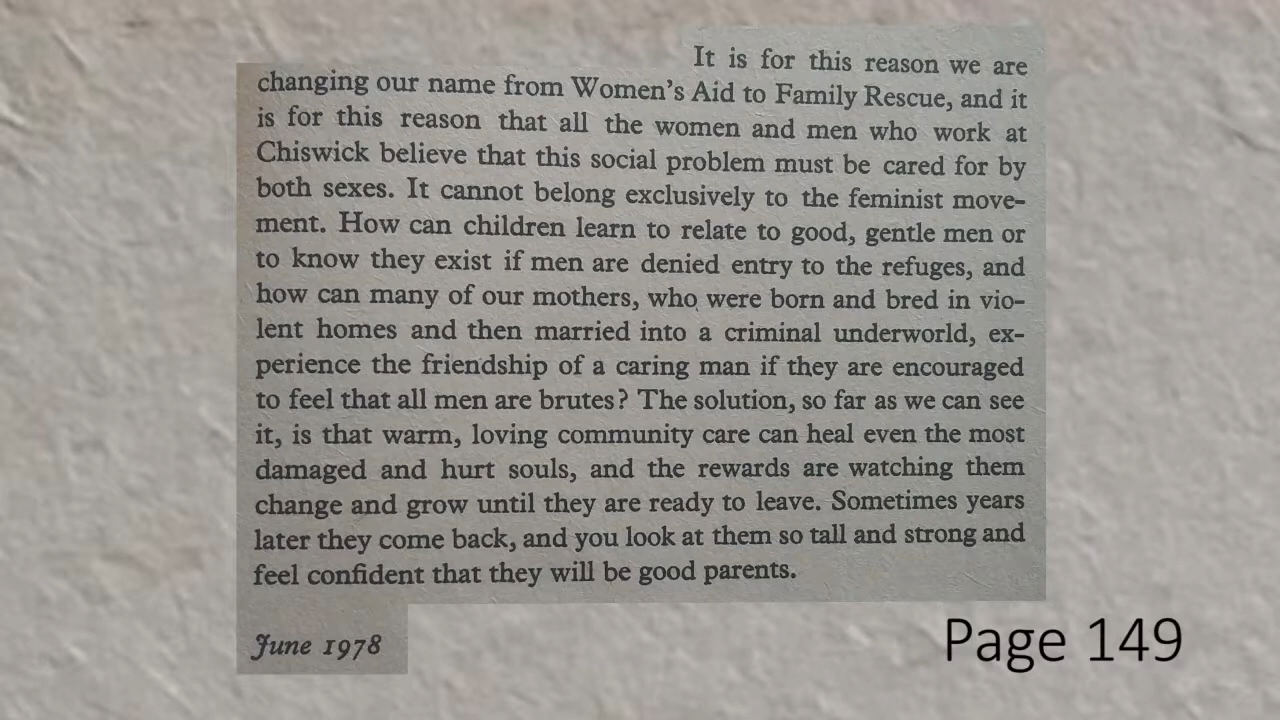 It is for this reason we are
changing our name from Women's Aid to Family Rescue, and it
is for this reason that all the women and men who work at
Chiswick believe that this social problem must be cared for by
both sexes. It cannot belong exclusively to the feminist move-
ment. How can children learn to relate to good, gentle men or
to know they exist if men are denied entry to the refuges, and
how can many of our mothers, who were born and bred in vio-
lent homes and then married into a criminal underworld, ex-
perience the friendship of a caring man if they are encouraged
to feel that all men are brutes? The solution, so far as we can see
it, is that warm, loving community care can heal even the most
damaged and hurt souls, and the rewards are watching them
change and grow until they are ready to leave. Sometimes years
later they come back, and you look at them so tall and strong and
feel confident that they will be good parents.
June 1978
Page 149